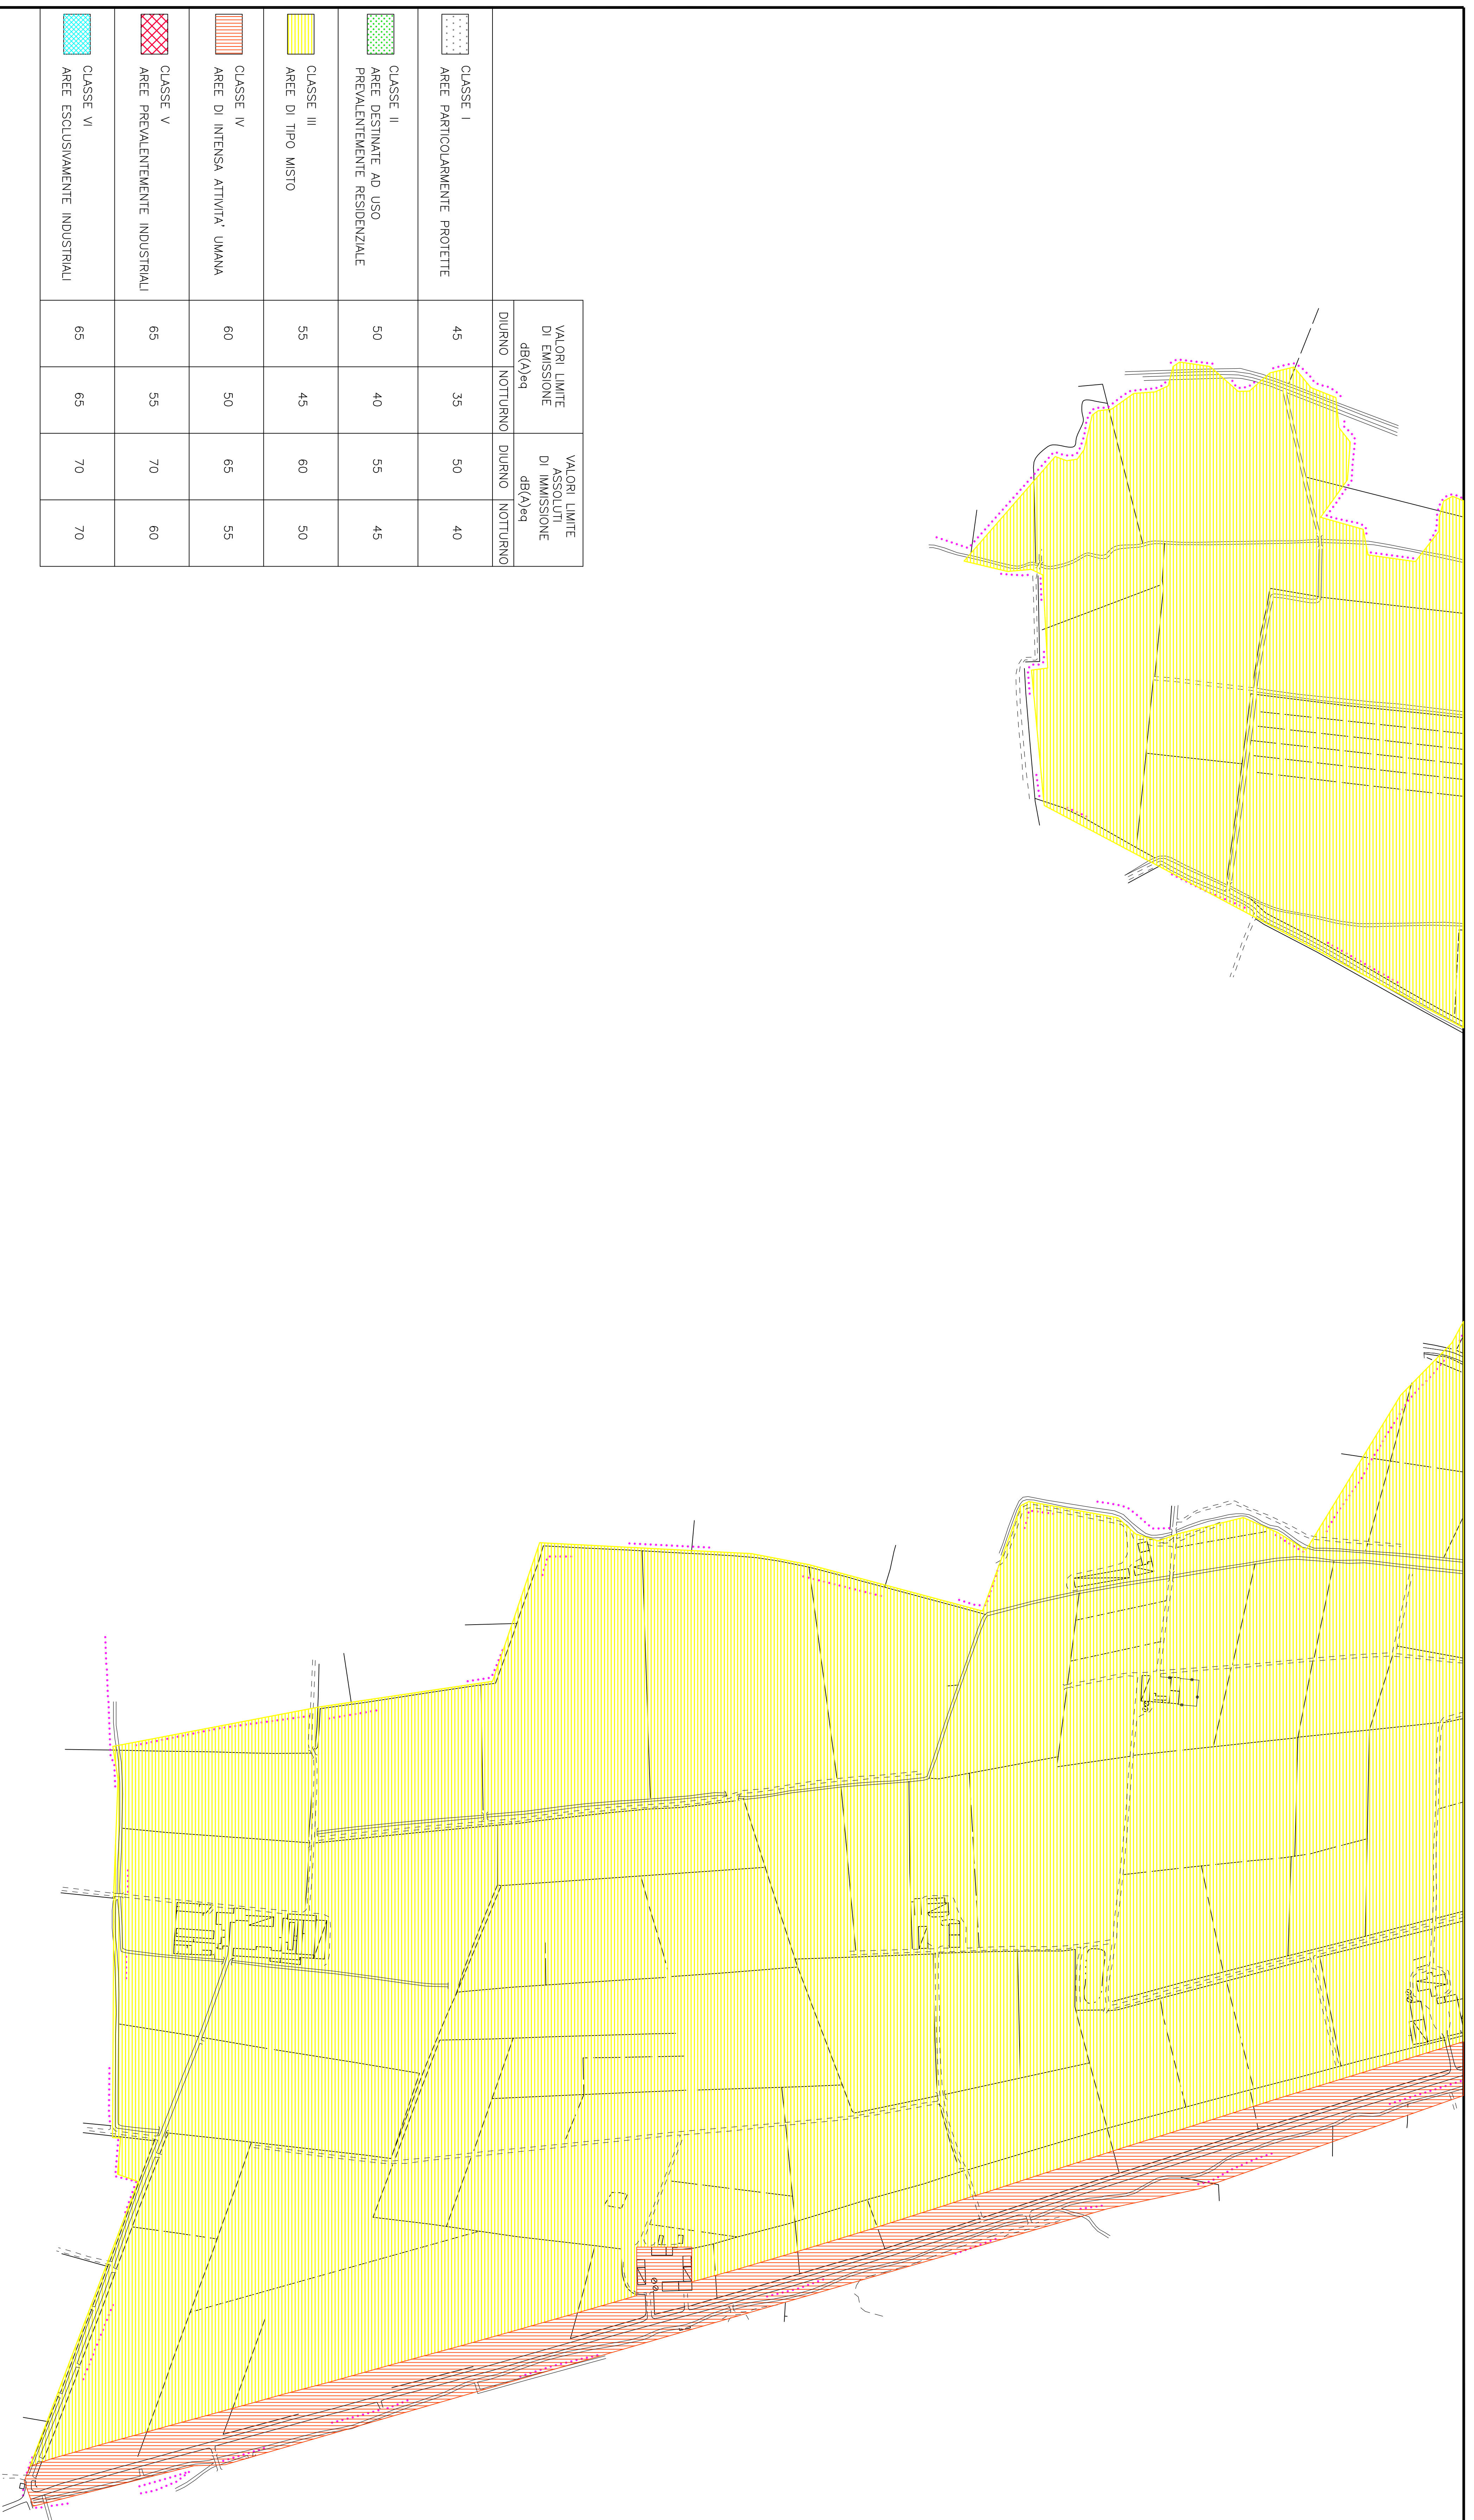 VALORI LIMITE
DI EMISSIONE
dB(A)eq
VALORI LIMITE
ASSOLUTI
DI IMMISSIONE
dB(A)eq
DIURNO NOTTURNO DIURNO NOTTURNO
CLASSE I
AREE PARTICOLARMENTE PROTETTE
45 35 50 40
CLASSE II
AREE DESTINATE AD USO
PREVALENTEMENTE RESIDENZIALE
50 40 55 45
CLASSE III
AREE DI TIPO MISTO
55 45 60 50
CLASSE IV
AREE DI INTENSA ATTIVITA' UMANA
60 50 65 55
CLASSE V
AREE PREVALENTEMENTE INDUSTRIALI
65 55 70 60
CLASSE VI
AREE ESCLUSIVAMENTE INDUSTRIALI
65 65 70 70